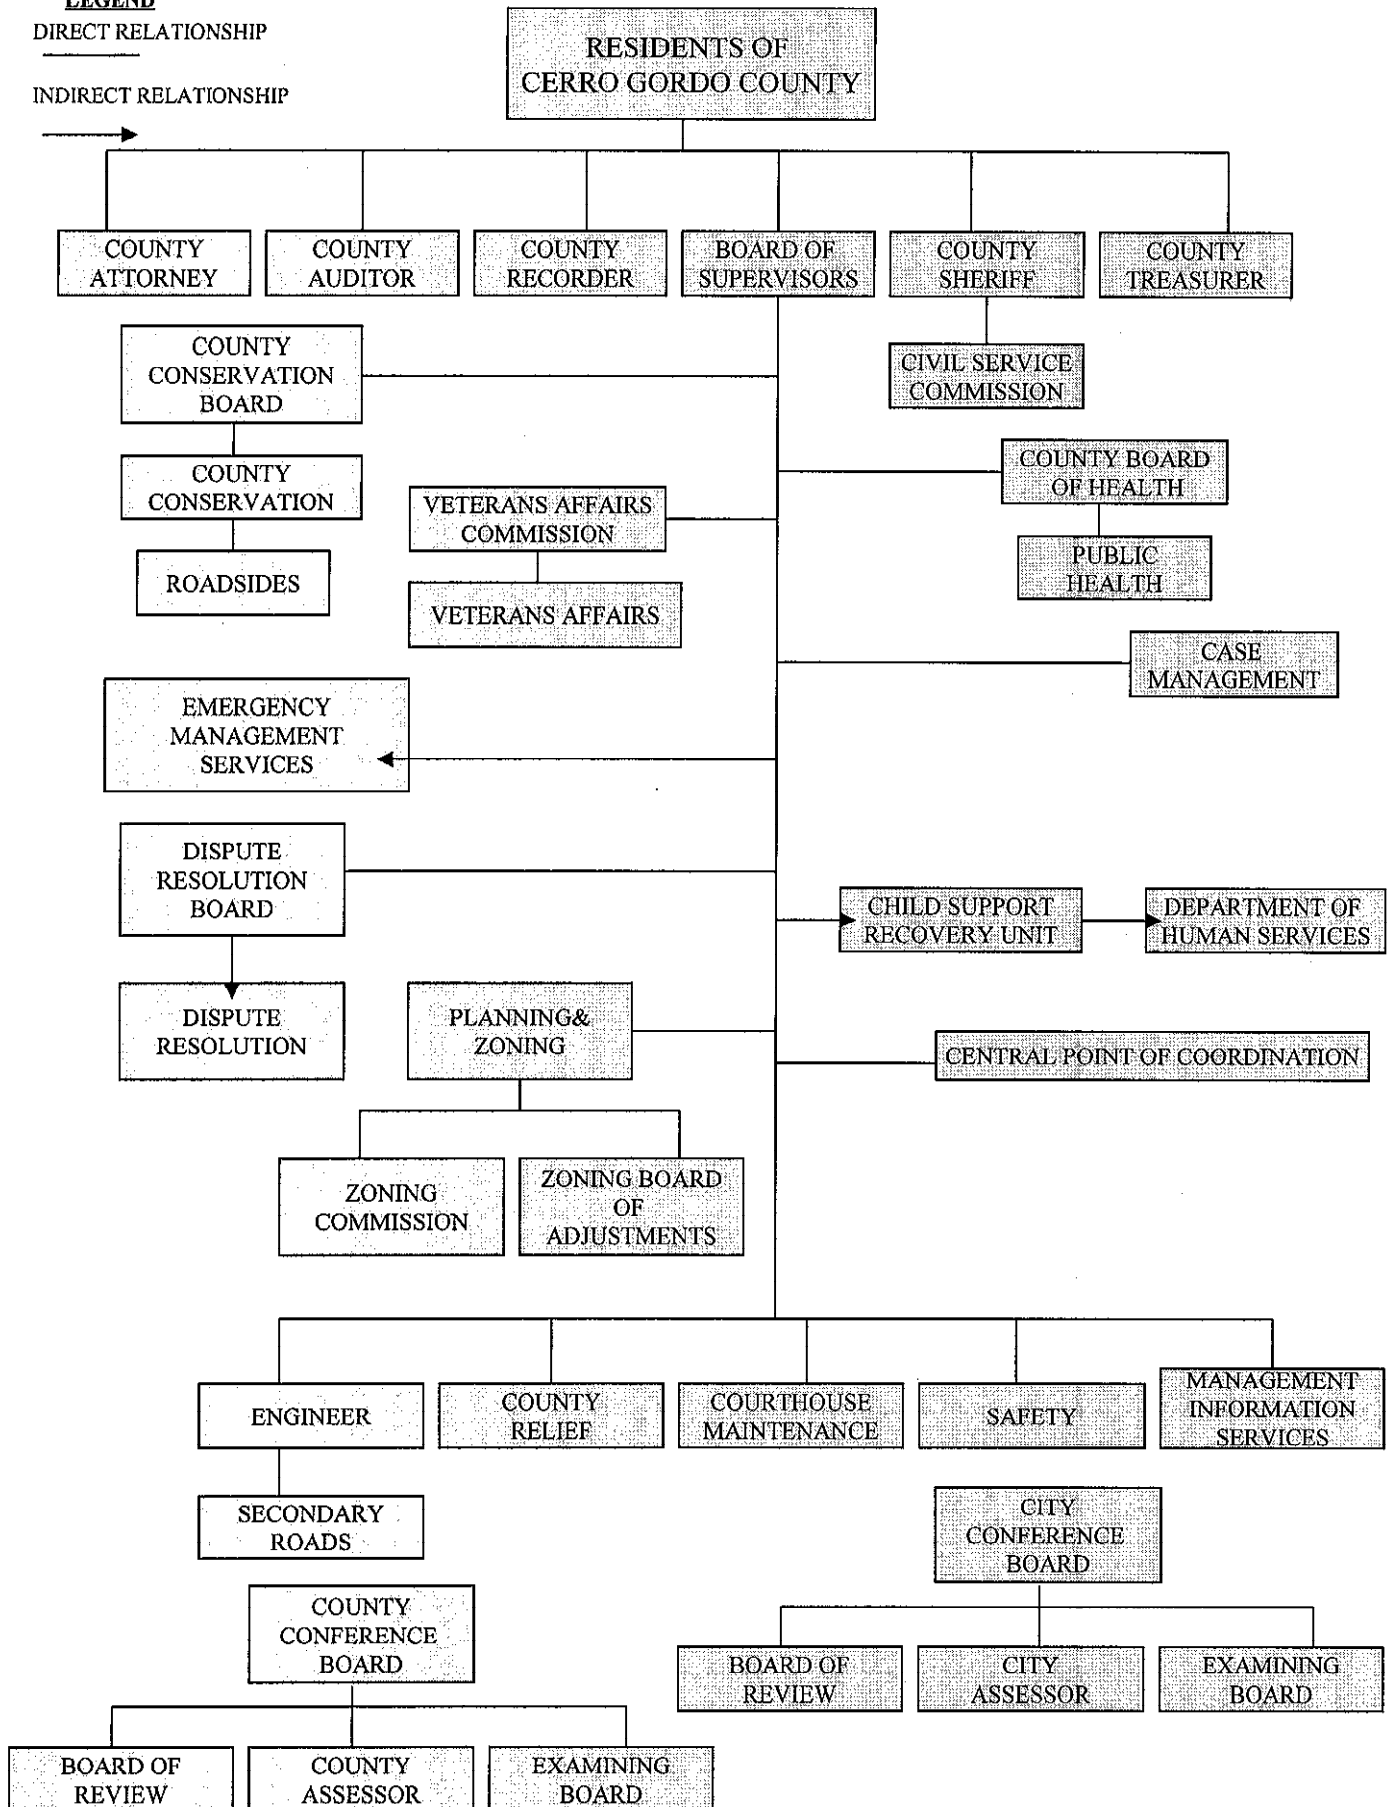 LEGEND
DIRECT RELATIONSHIP
INDIRECT RELATIONSHIP
RESIDENTS OF
CERRO GORDO COUNTY
COUNTY
ATTORNEY
COUNTY
AUDITOR
COUNTY
RECORDER
BOARD OF
SUPERVISORS
COUNTY
SHERIFF
COUNTY
TREASURER
COUNTY
CONSERVATION
BOARD
CIVIL SERVICE
COMMISSION
COUNTY
CONSERVATION
ROADSIDES
VETERANS AFFAIRS
COMMISSION
VETERANS AFFAIRS
COUNTY BOARD
OF HEALTH
PUBLIC
HEALTH
CASE
MANAGEMENT
EMERGENCY
MANAGEMENT
SERVICES
DISPUTE
RESOLUTION
BOARD
CHILD SUPPORT
RECOVERY UNIT
DEPARTMENT OF
HUMAN SERVICES
DISPUTE
RESOLUTION
PLANNING&
ZONING
CENTRAL POINT OF COORDINATION
ZONING
COMMISSION
ZONING BOARD
OF
ADJUSTMENTS
ENGINEER
COUNTY
RELIEF
COURTHOUSE
MAINTENANCE
SAFETY
MANAGEMENT
INFORMATION
SERVICES
SECONDARY
ROADS
CITY
CONFERENCE
BOARD
COUNTY
CONFERENCE
BOARD
BOARD OF
REVIEW
CITY
ASSESSOR
EXAMINING
BOARD
BOARD OF
REVIEW
COUNTY
ASSESSOR
EXAMINING
BOARD